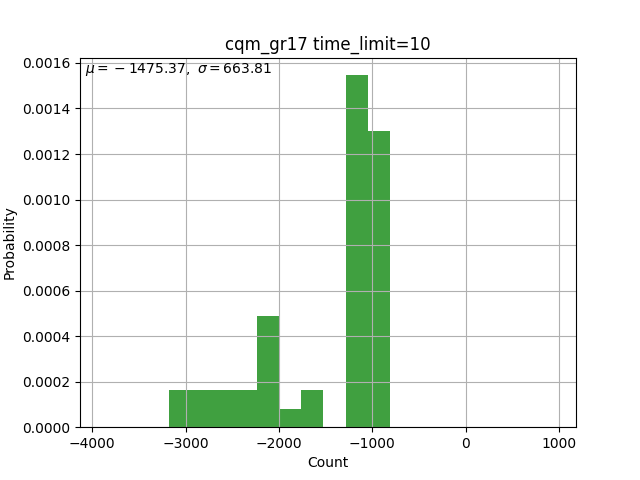 cqm_gr17 time_limit=10
μ = −1475.37, σ = 663.81
0.0016
0.0014
0.0012
0.0010
0.0008
0.0006
0.0004
0.0002
0.0000
Probability
−4000 −3000 −2000 −1000 0 1000
Count